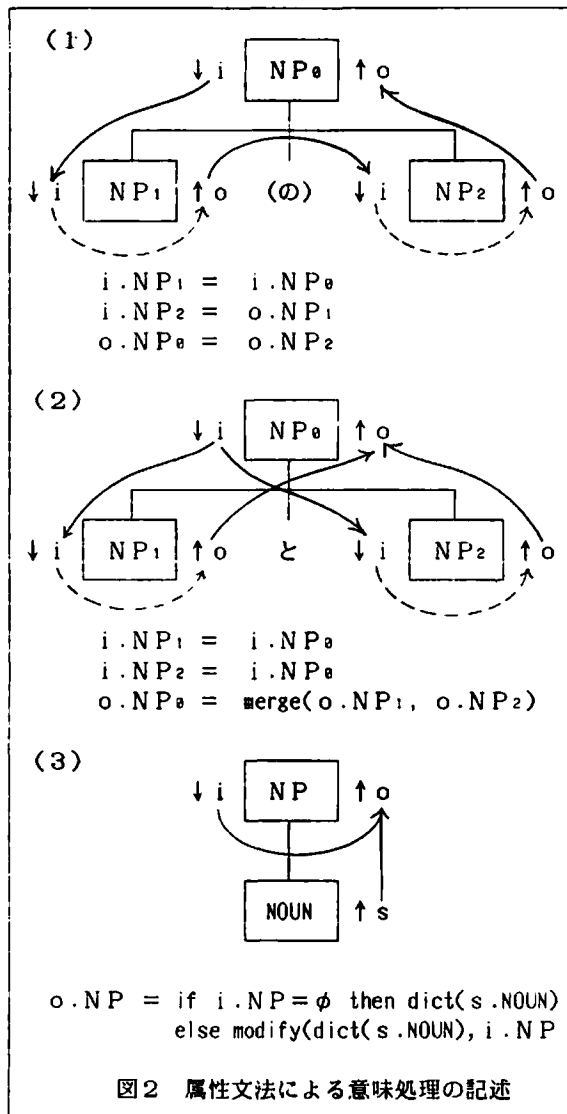 (1)
↓i NP₀ ↑o
↓i NP₁ ↑o (の) ↓i NP₂ ↑o
i.NP₁ = i.NP₀
i.NP₂ = o.NP₁
o.NP₀ = o.NP₂
(2)
↓i NP₀ ↑o
↓i NP₁ ↑o と ↓i NP₂ ↑o
i.NP₁ = i.NP₀
i.NP₂ = i.NP₀
o.NP₀ = merge(o.NP₁, o.NP₂)
(3)
↓i NP ↑o
NOUN ↑s
o.NP = if i.NP=φ then dict(s.NOUN)
else modify(dict(s.NOUN),i.NP
図2 属性文法による意味処理の記述